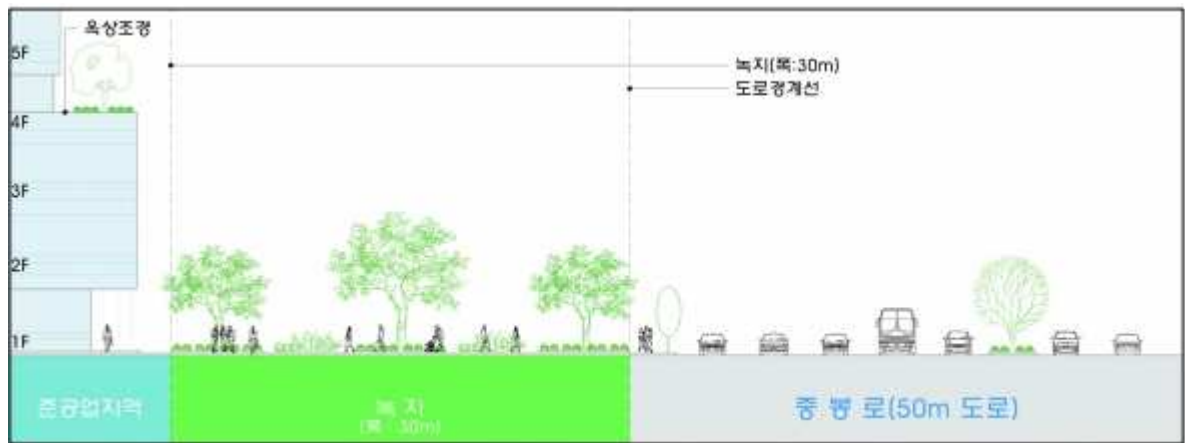 옥상조경
5F
녹지(폭:30m)
도로경계선
4F
3F
2F
1F
준공업지역
녹 지
(폭 : 30m)
중 봉 로(50m 도로)